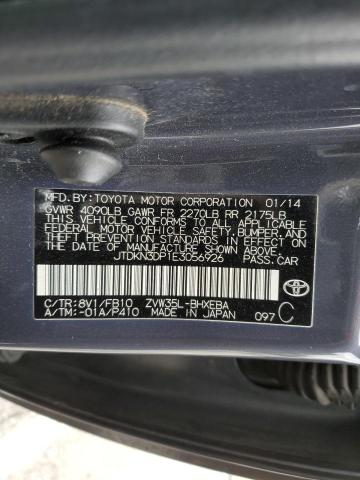 MFD. BY: TOYOTA MOTOR CORPORATION 01/14
GVWR 4090LB GAWR FR 2270LB RR 2175LB
THIS VEHICLE CONFORMS TO ALL APPLICABLE
FEDERAL MOTOR VEHICLE SAFETY, BUMPER,
AND THEFT PREVENTION STANDARDS IN EFFECT
ON THE DATE OF MANUFACTURE SHOWN ABOVE.
JTDKN3DP1E3056926 PASS.CAR
C/TR:8V1/FB10 ZVW35L-BHXEBA
A/TM:-01A/P410 MADE IN JAPAN 097 C